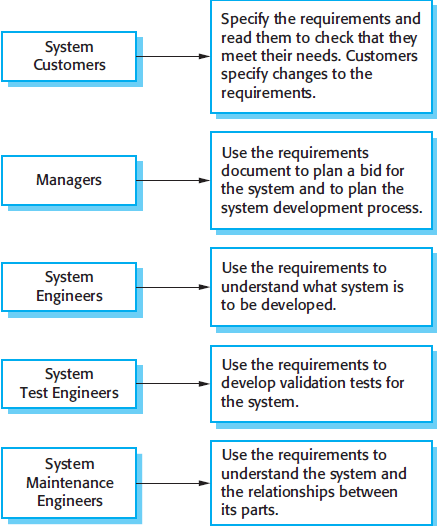 System
Customers
Specify the requirements and
read them to check that they
meet their needs. Customers
specify changes to the
requirements.
Managers
Use the requirements
document to plan a bid for
the system and to plan the
system development process.
System
Engineers
Use the requirements to
understand what system is
to be developed.
System
Test Engineers
Use the requirements to
develop validation tests for
the system.
System
Maintenance
Engineers
Use the requirements to
understand the system and
the relationships between
its parts.